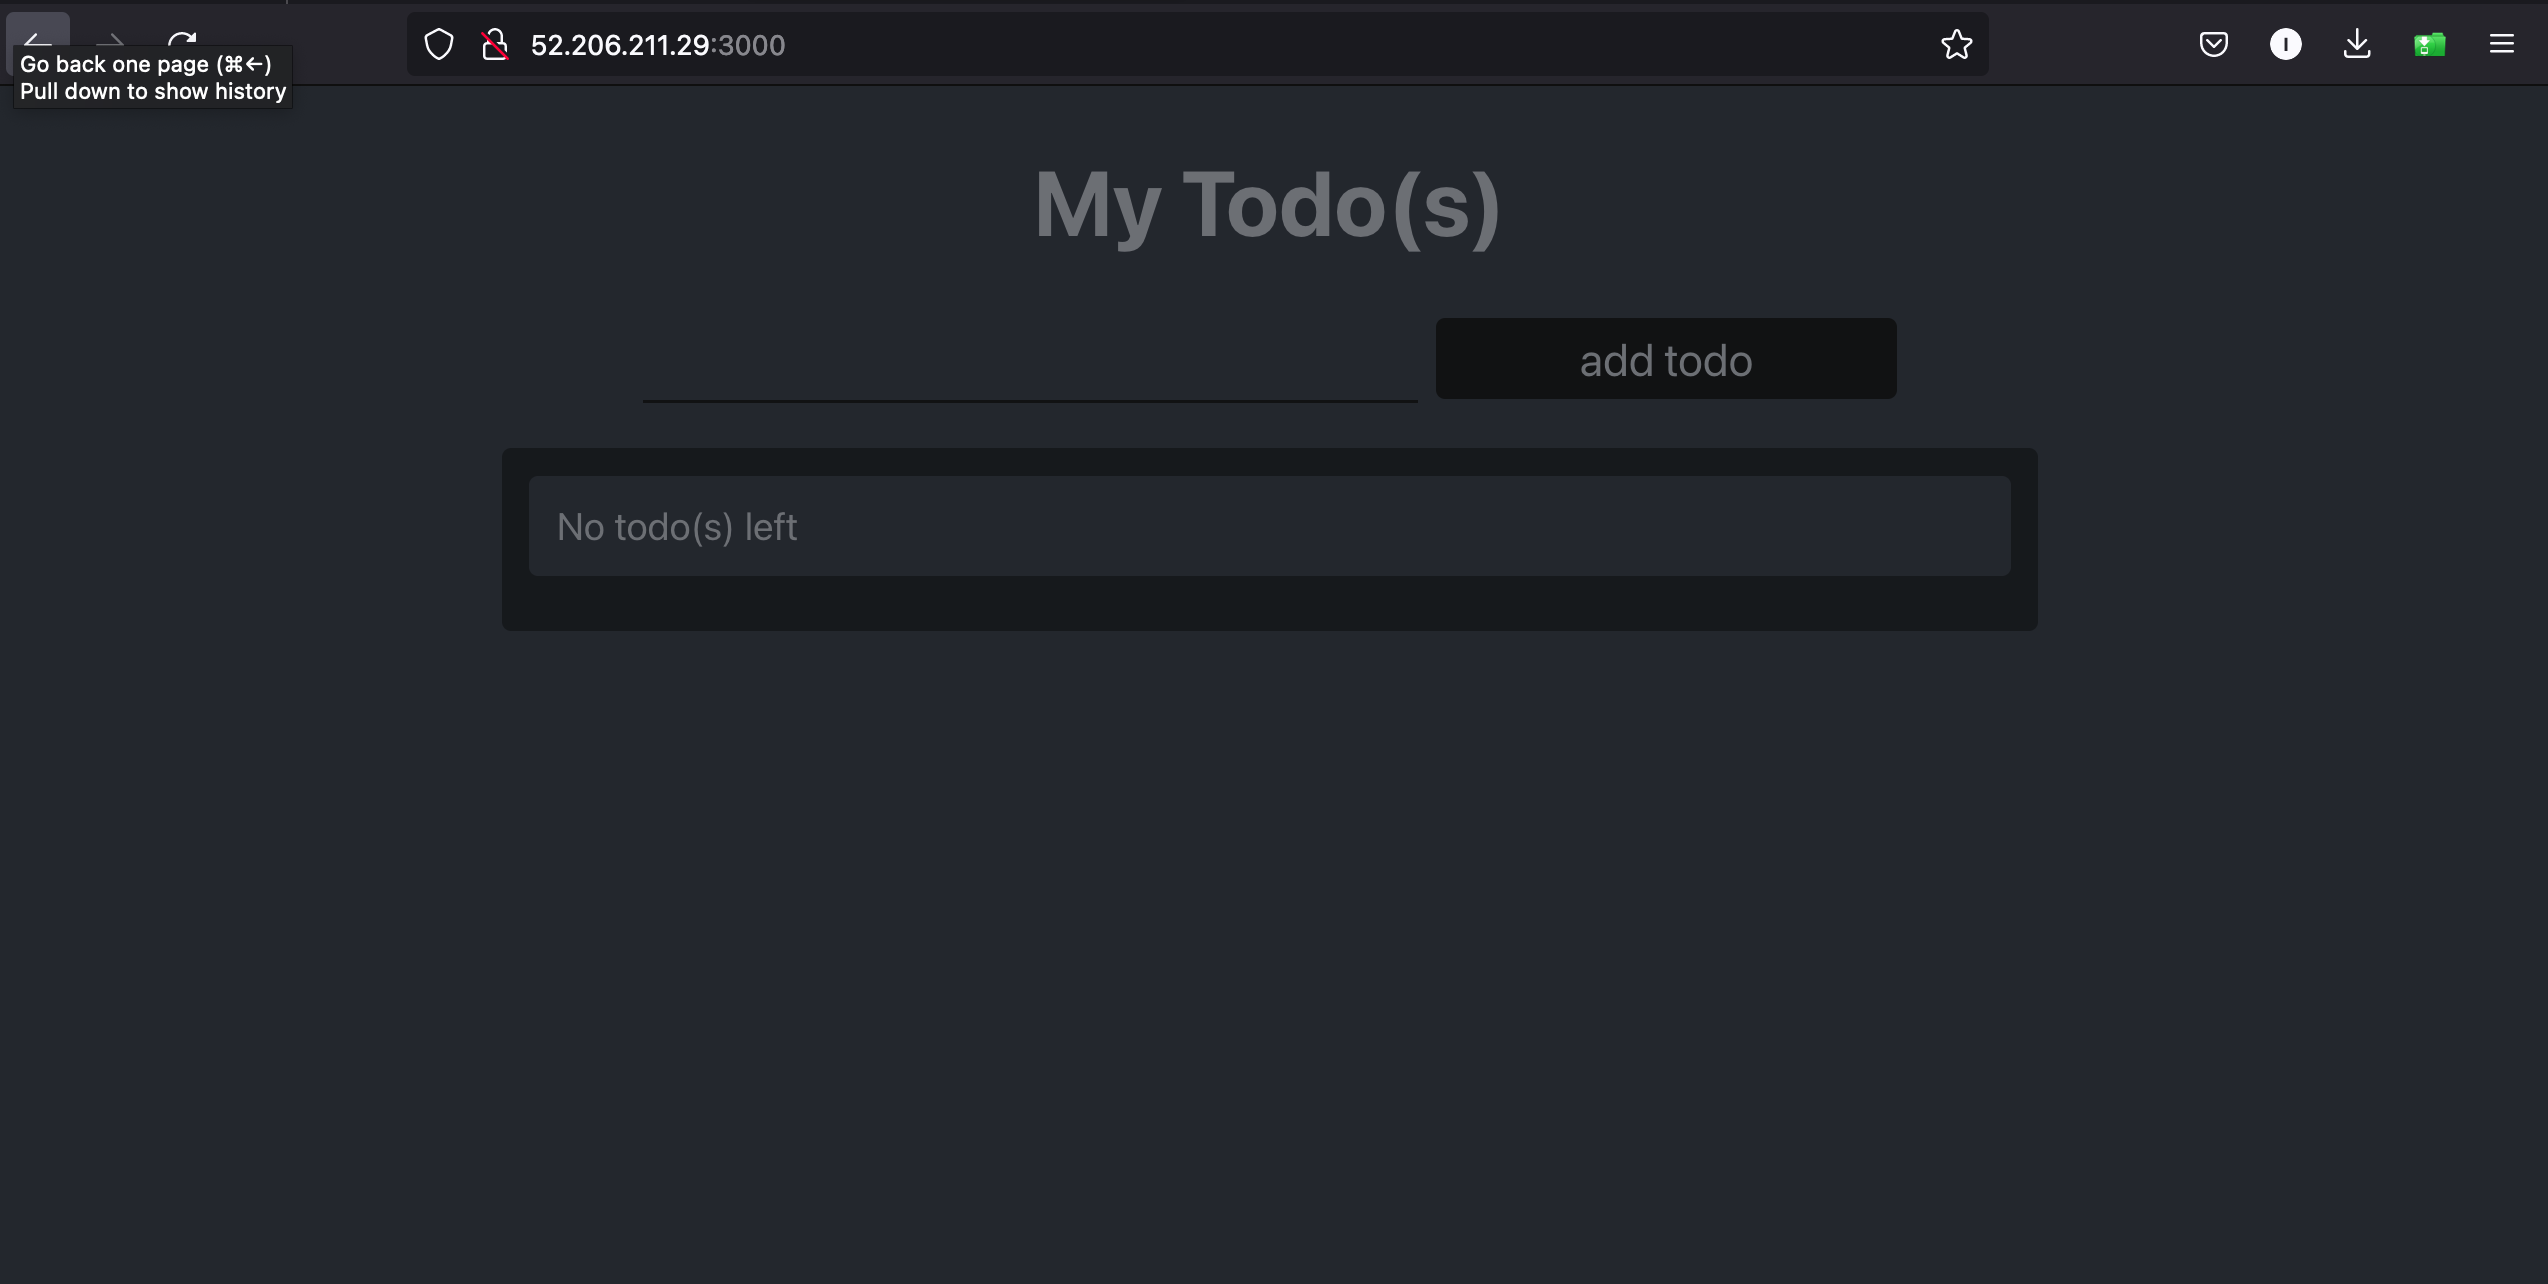 52.206.211.29:3000
Go back one page (⌘←)
Pull down to show history
My Todo(s)
add todo
No todo(s) left